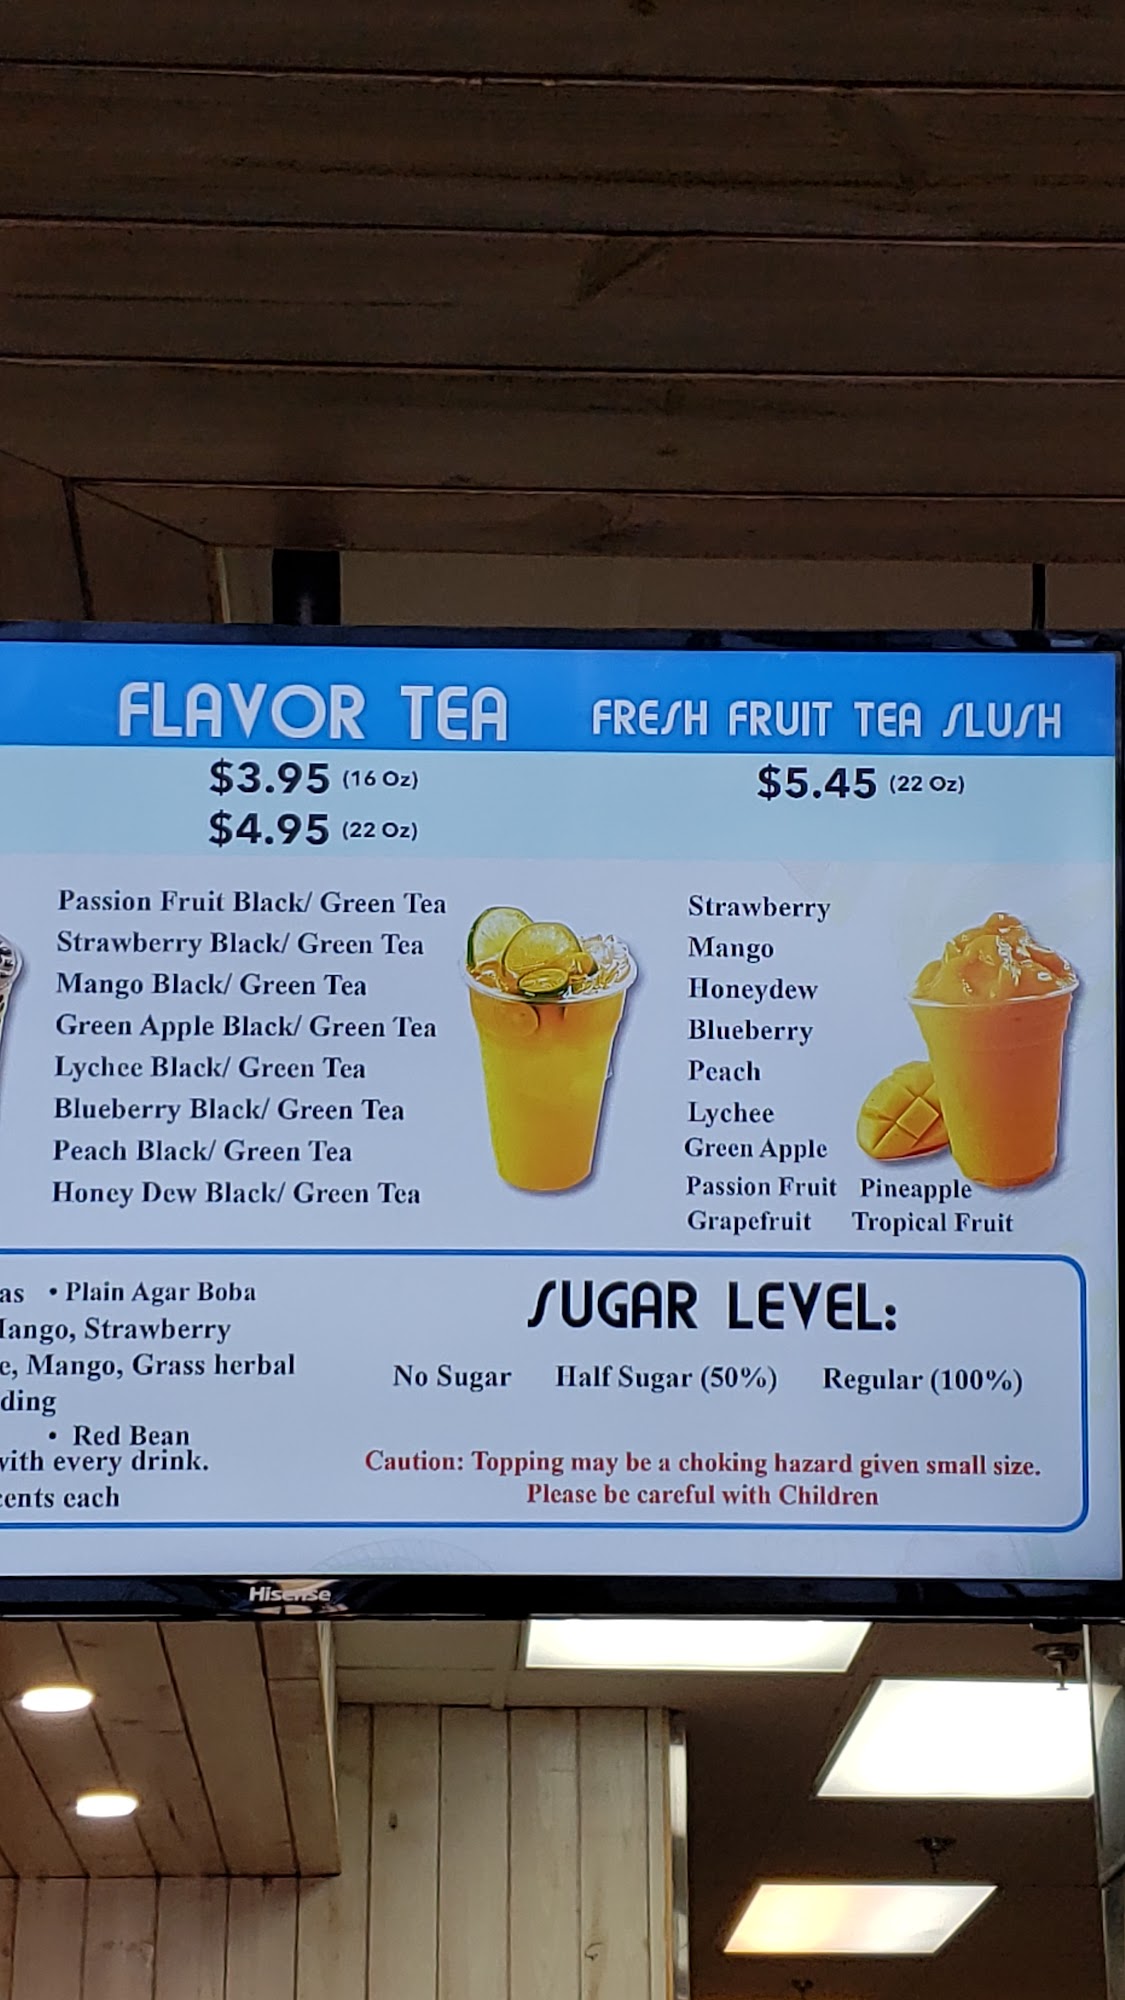 FLAVOR TEA
$3.95 (16 Oz)
$4.95 (22 Oz)
Passion Fruit Black/ Green Tea
Strawberry Black/ Green Tea
Mango Black/ Green Tea
Green Apple Black/ Green Tea
Lychee Black/ Green Tea
Blueberry Black/ Green Tea
Peach Black/ Green Tea
Honey Dew Black/ Green Tea
FRESH FRUIT TEA SLUSH
$5.45 (22 Oz)
Strawberry
Mango
Honeydew
Blueberry
Peach
Lychee
Green Apple
Passion Fruit Pineapple
Grapefruit Tropical Fruit
• Plain Agar Boba
Strawberry
Mango, Grass herbal
• Red Bean
every drink.
each
SUGAR LEVEL:
No Sugar Half Sugar (50%) Regular (100%)
Caution: Topping may be a choking hazard given small size.
Please be careful with Children
Hisense